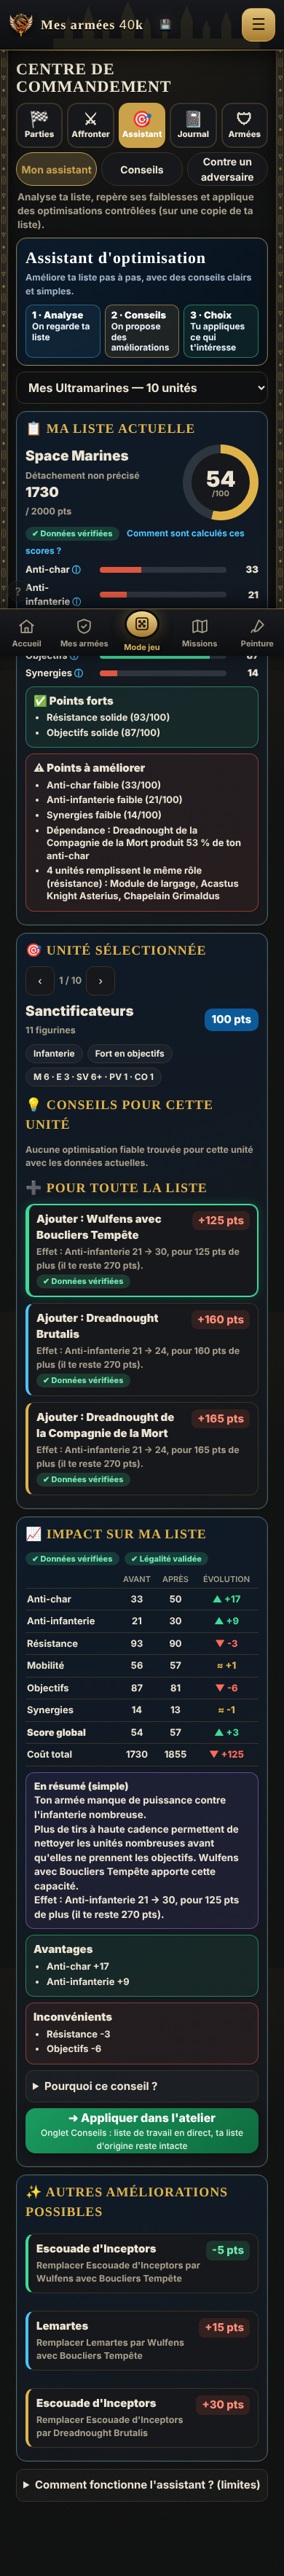 Mes armées 40k
CENTRE DE
COMMANDEMENT
Parties
Affronter
Assistant
Journal
Armées
Mon assistant
Conseils
Contre un
adversaire
Analyse ta liste, repère ses faiblesses et applique
des optimisations contrôlées (sur une copie de ta
liste).
Assistant d'optimisation
Améliore ta liste pas à pas, avec des conseils clairs
et simples.
1 · Analyse
On regarde ta
liste
2 · Conseils
On propose
des
améliorations
3 · Choix
Tu appliques
ce qui
t'intéresse
Mes Ultramarines — 10 unités
MA LISTE ACTUELLE
Space Marines
Détachement non précisé
1730
/ 2000 pts
54
/100
✔ Données vérifiées Comment sont calculés ces
scores ?
Anti-char ⓘ 33
Anti-
infanterie ⓘ 21
?
Accueil
Mes armées
Mode jeu
Missions
Peinture
Objectifs ⓘ 87
Synergies ⓘ 14
✅ Points forts
• Résistance solide (93/100)
• Objectifs solide (87/100)
⚠ Points à améliorer
• Anti-char faible (33/100)
• Anti-infanterie faible (21/100)
• Synergies faible (14/100)
• Dépendance : Dreadnought de la
Compagnie de la Mort produit 53 % de ton
anti-char
• 4 unités remplissent le même rôle
(résistance) : Module de largage, Acastus
Knight Asterius, Chapelain Grimaldus
UNITÉ SÉLECTIONNÉE
‹ 1 / 10 ›
Sanctificateurs
11 figurines
100 pts
Infanterie
Fort en objectifs
M 6 · E 3 · SV 6+ · PV 1 · CO 1
CONSEILS POUR CETTE
UNITÉ
Aucune optimisation fiable trouvée pour cette unité
avec les données actuelles.
POUR TOUTE LA LISTE
Ajouter : Wulfens avec
Boucliers Tempête
+125 pts
Effet : Anti-infanterie 21 → 30, pour 125 pts de
plus (il te reste 270 pts).
✔ Données vérifiées
Ajouter : Dreadnought
Brutalis
+160 pts
Effet : Anti-infanterie 21 → 24, pour 160 pts de
plus (il te reste 270 pts).
✔ Données vérifiées
Ajouter : Dreadnought de
la Compagnie de la Mort
+165 pts
Effet : Anti-infanterie 21 → 24, pour 165 pts de
plus (il te reste 270 pts).
✔ Données vérifiées
IMPACT SUR MA LISTE
✔ Données vérifiées ✔ Légalité validée
AVANT APRÈS ÉVOLUTION
Anti-char 33 50 ▲ +17
Anti-infanterie 21 30 ▲ +9
Résistance 93 90 ▼ -3
Mobilité 56 57 ≈ +1
Objectifs 87 81 ▼ -6
Synergies 14 13 ≈ -1
Score global 54 57 ▲ +3
Coût total 1730 1855 ▼ +125
En résumé (simple)
Ton armée manque de puissance contre
l'infanterie nombreuse.
Plus de tirs à haute cadence permettent de
nettoyer les unités nombreuses avant
qu'elles ne prennent les objectifs. Wulfens
avec Boucliers Tempête apporte cette
capacité.
Effet : Anti-infanterie 21 → 30, pour 125 pts
de plus (il te reste 270 pts).
Avantages
• Anti-char +17
• Anti-infanterie +9
Inconvénients
• Résistance -3
• Objectifs -6
▶ Pourquoi ce conseil ?
➜ Appliquer dans l'atelier
Onglet Conseils : liste de travail en direct, ta liste
d'origine reste intacte
AUTRES AMÉLIORATIONS
POSSIBLES
Escouade d'Inceptors
-5 pts
Remplacer Escouade d'Inceptors par
Wulfens avec Boucliers Tempête
Lemartes
+15 pts
Remplacer Lemartes par Wulfens
avec Boucliers Tempête
Escouade d'Inceptors
+30 pts
Remplacer Escouade d'Inceptors
par Dreadnought Brutalis
▶ Comment fonctionne l'assistant ? (limites)